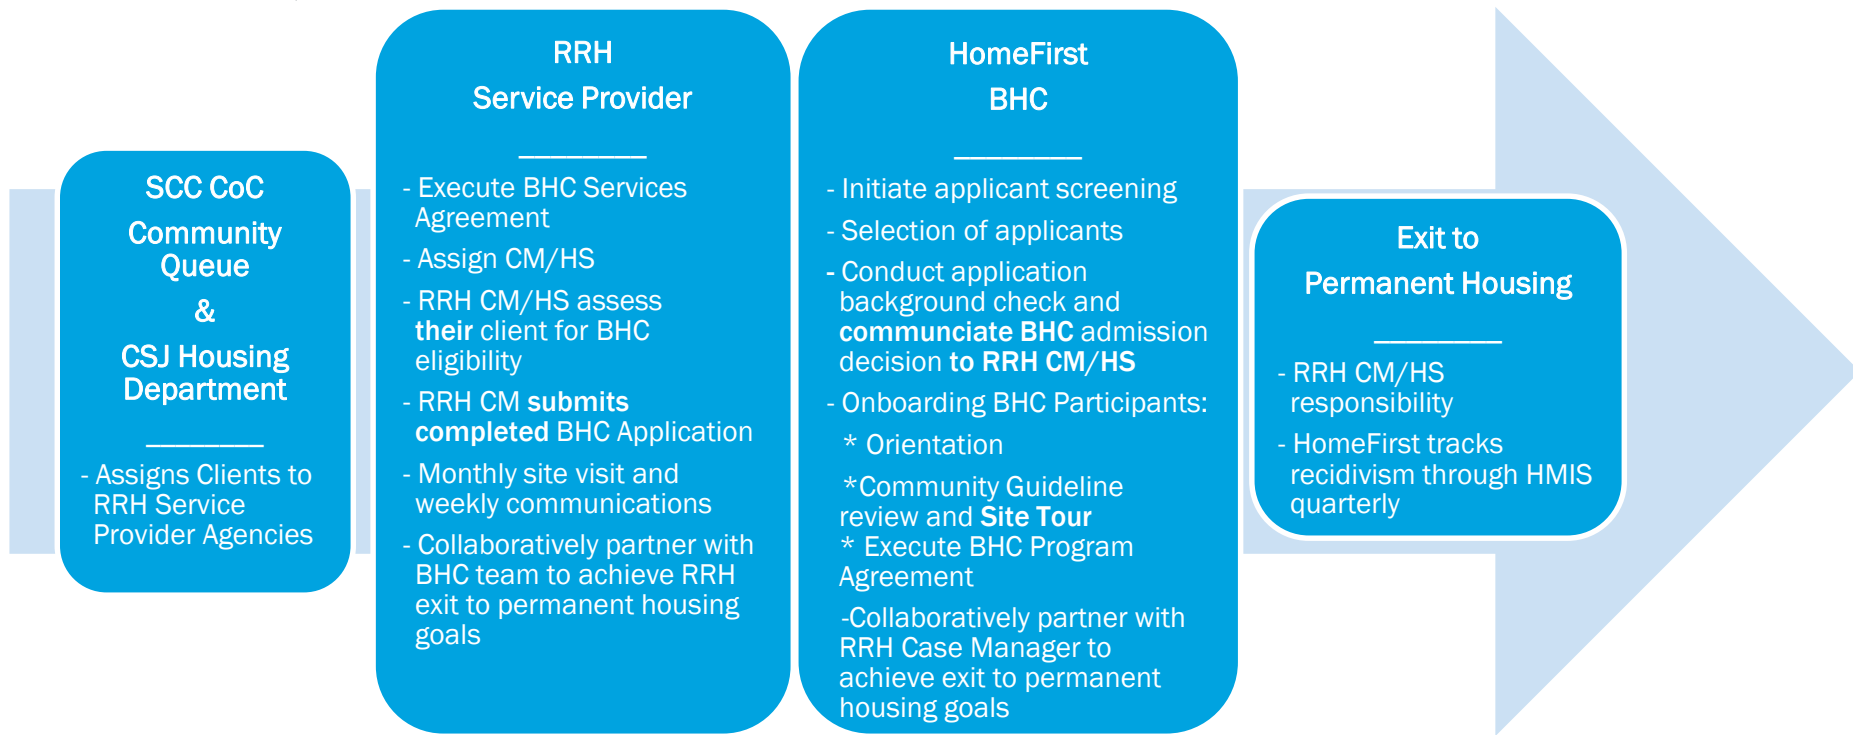 SCC CoC
Community
Queue
&
CSJ Housing
Department
________
- Assigns Clients to
RRH Service
Provider Agencies
RRH
Service Provider
________
- Execute BHC Services
Agreement
- Assign CM/HS
- RRH CM/HS assess
their client for BHC
eligibility
- RRH CM submits
completed BHC Application
- Monthly site visit and
weekly communications
- Collaboratively partner with
BHC team to achieve RRH
exit to permanent housing
goals
HomeFirst
BHC
________
- Initiate applicant screening
- Selection of applicants
- Conduct application
background check and
communciate BHC admission
decision to RRH CM/HS
- Onboarding BHC Participants:
* Orientation
*Community Guideline
review and Site Tour
* Execute BHC Program
Agreement
-Collaboratively partner with
RRH Case Manager to
achieve exit to permanent
housing goals
Exit to
Permanent Housing
________
- RRH CM/HS
responsibility
- HomeFirst tracks
recidivism through HMIS
quarterly